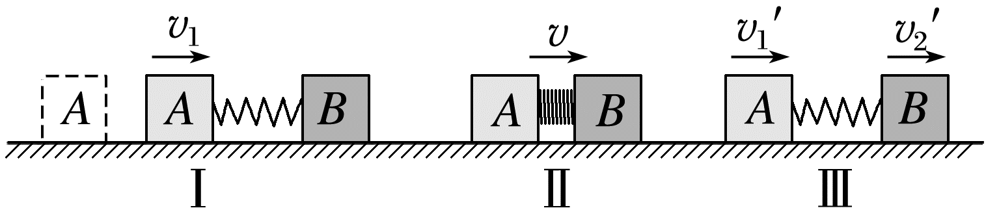 v₁ v v₁′ v₂′
A A B A B A B
Ⅰ Ⅱ Ⅲ